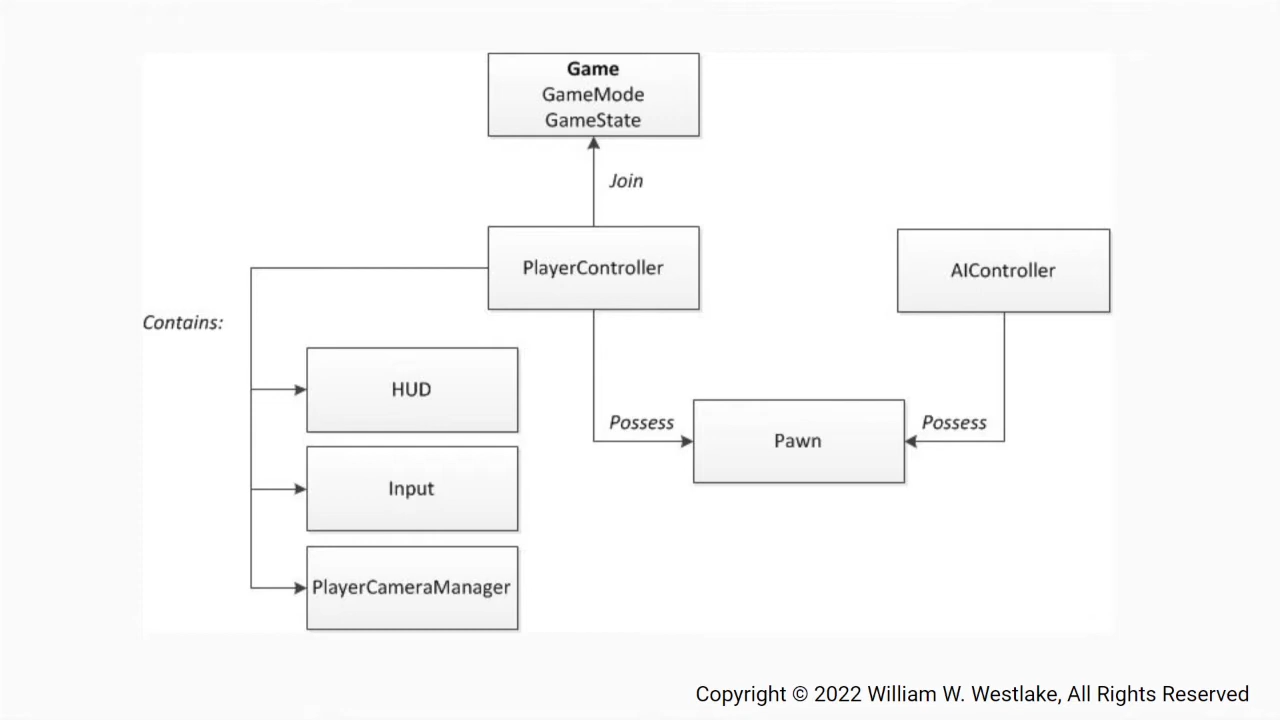 Game
GameMode
GameState
Join
PlayerController
AIController
Contains:
HUD
Possess
Possess
Pawn
Input
PlayerCameraManager
Copyright © 2022 William W. Westlake, All Rights Reserved